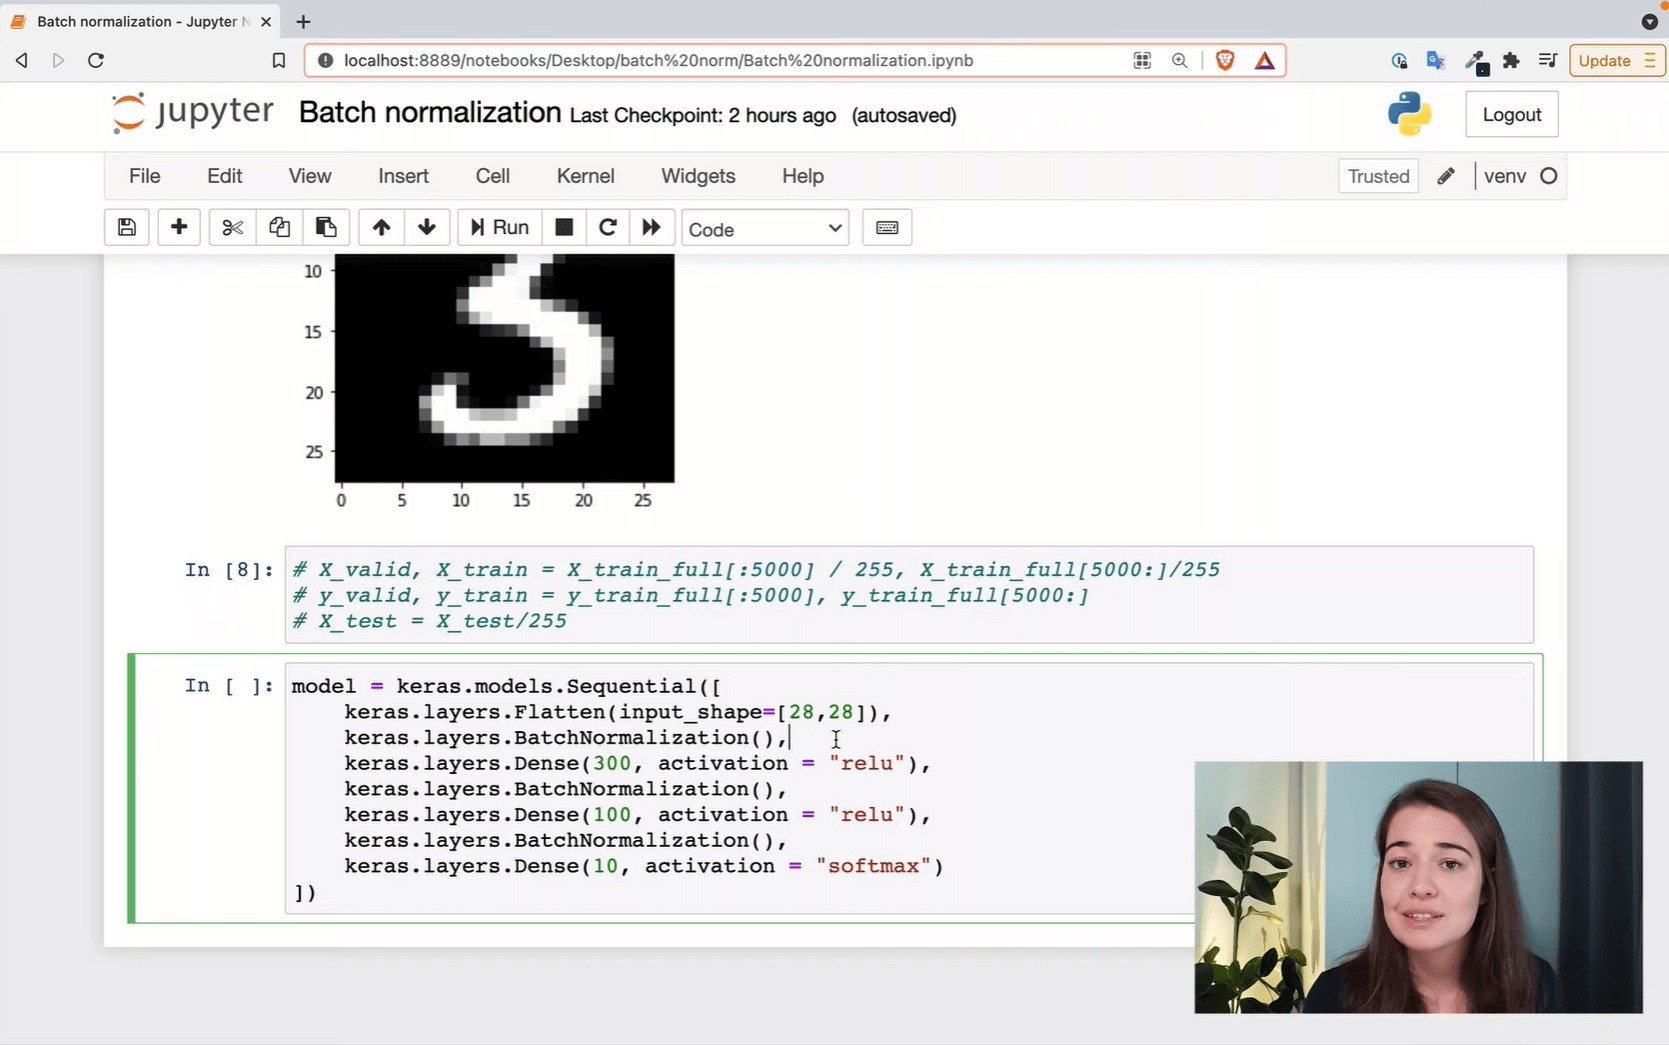 Batch normalization - Jupyter N
localhost:8889/notebooks/Desktop/batch%20norm/Batch%20normalization.ipynb
Update
jupyter Batch normalization Last Checkpoint: 2 hours ago (autosaved)
Logout
File Edit View Insert Cell Kernel Widgets Help Trusted venv
Run Code
10
15
20
25
0 5 10 15 20 25
In [8]: # X_valid, X_train = X_train_full[:5000] / 255, X_train_full[5000:]/255
# y_valid, y_train = y_train_full[:5000], y_train_full[5000:]
# X_test = X_test/255
In [ ]: model = keras.models.Sequential([
keras.layers.Flatten(input_shape=[28,28]),
keras.layers.BatchNormalization(),
keras.layers.Dense(300, activation = "relu"),
keras.layers.BatchNormalization(),
keras.layers.Dense(100, activation = "relu"),
keras.layers.BatchNormalization(),
keras.layers.Dense(10, activation = "softmax")
])